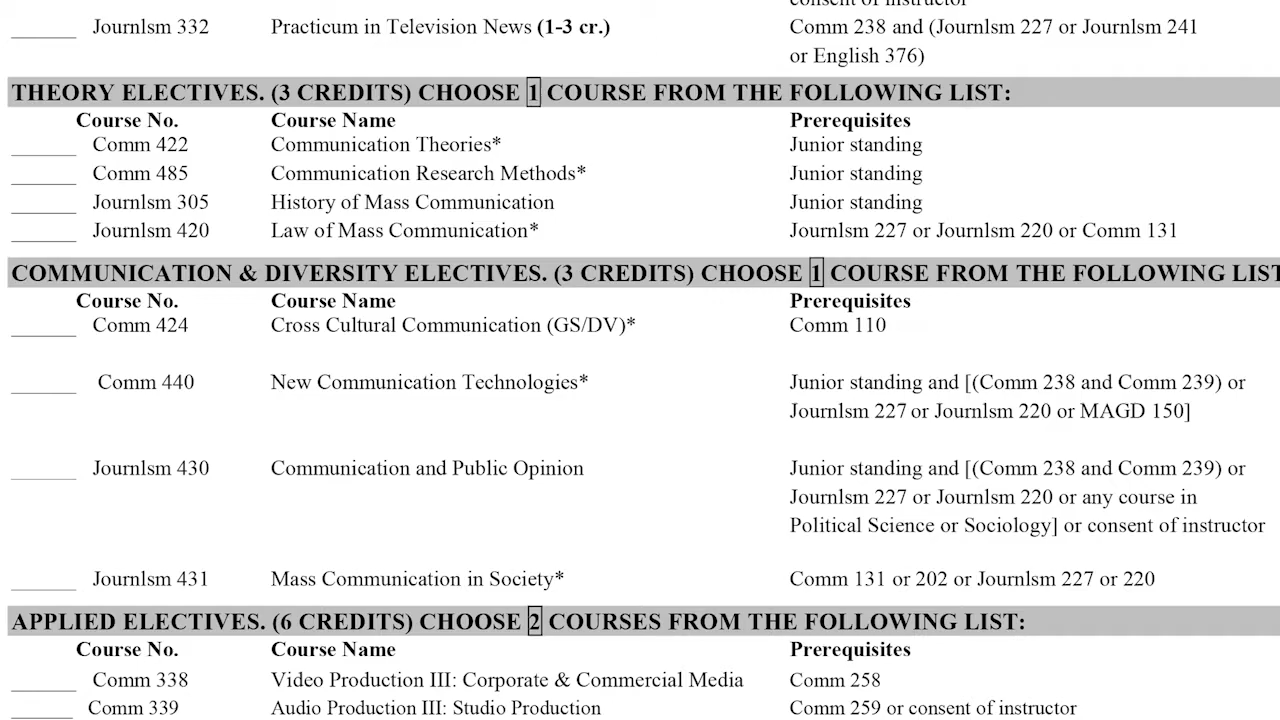 consent of instructor
Journlsm 332 Practicum in Television News (1-3 cr.) Comm 238 and (Journlsm 227 or Journlsm 241
or English 376)
THEORY ELECTIVES. (3 CREDITS) CHOOSE 1 COURSE FROM THE FOLLOWING LIST:
Course No. Course Name Prerequisites
Comm 422 Communication Theories* Junior standing
Comm 485 Communication Research Methods* Junior standing
Journlsm 305 History of Mass Communication Junior standing
Journlsm 420 Law of Mass Communication* Journlsm 227 or Journlsm 220 or Comm 131
COMMUNICATION & DIVERSITY ELECTIVES. (3 CREDITS) CHOOSE 1 COURSE FROM THE FOLLOWING LIST
Course No. Course Name Prerequisites
Comm 424 Cross Cultural Communication (GS/DV)* Comm 110
Comm 440 New Communication Technologies* Junior standing and [(Comm 238 and Comm 239) or
Journlsm 227 or Journlsm 220 or MAGD 150]
Journlsm 430 Communication and Public Opinion Junior standing and [(Comm 238 and Comm 239) or
Journlsm 227 or Journlsm 220 or any course in
Political Science or Sociology] or consent of instructor
Journlsm 431 Mass Communication in Society* Comm 131 or 202 or Journlsm 227 or 220
APPLIED ELECTIVES. (6 CREDITS) CHOOSE 2 COURSES FROM THE FOLLOWING LIST:
Course No. Course Name Prerequisites
Comm 338 Video Production III: Corporate & Commercial Media Comm 258
Comm 339 Audio Production III: Studio Production Comm 259 or consent of instructor